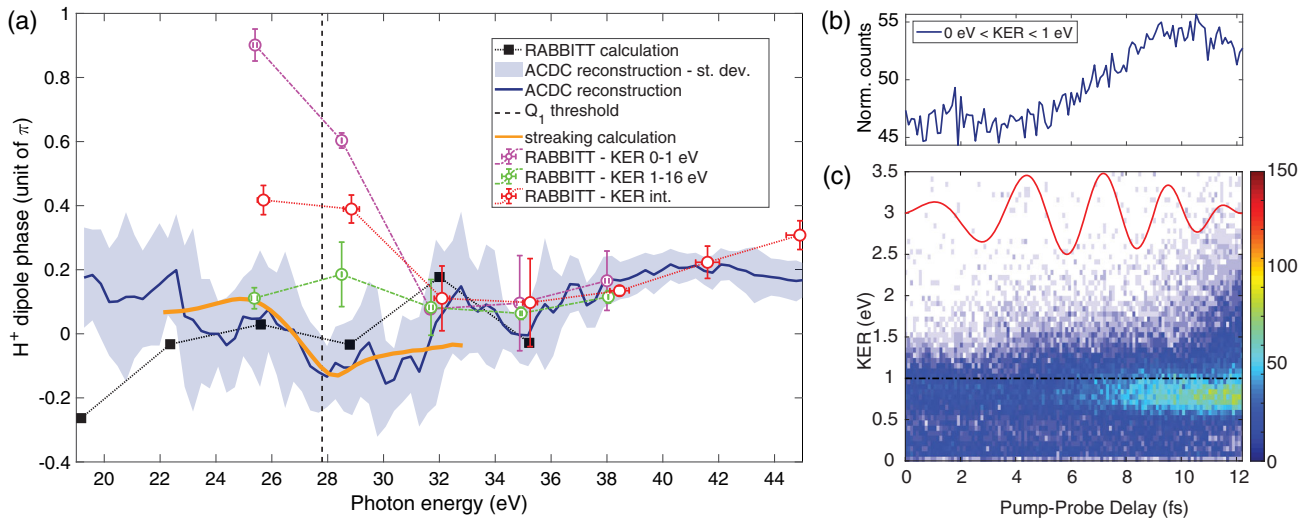 (a)
H⁺ dipole phase (unit of π)
1
0.8
0.6
0.4
0.2
0
-0.2
-0.4
RABBITT calculation
ACDC reconstruction - st. dev.
ACDC reconstruction
Q₁ threshold
streaking calculation
RABBITT - KER 0-1 eV
RABBITT - KER 1-16 eV
RABBITT - KER int.
20 22 24 26 28 30 32 34 36 38 40 42 44
Photon energy (eV)
(b)
Norm. counts
55
50
45
0 eV < KER < 1 eV
(c)
KER (eV)
3.5
3
2.5
2
1.5
1
0.5
0
0 2 4 6 8 10 12
Pump-Probe Delay (fs)
150
100
50
0